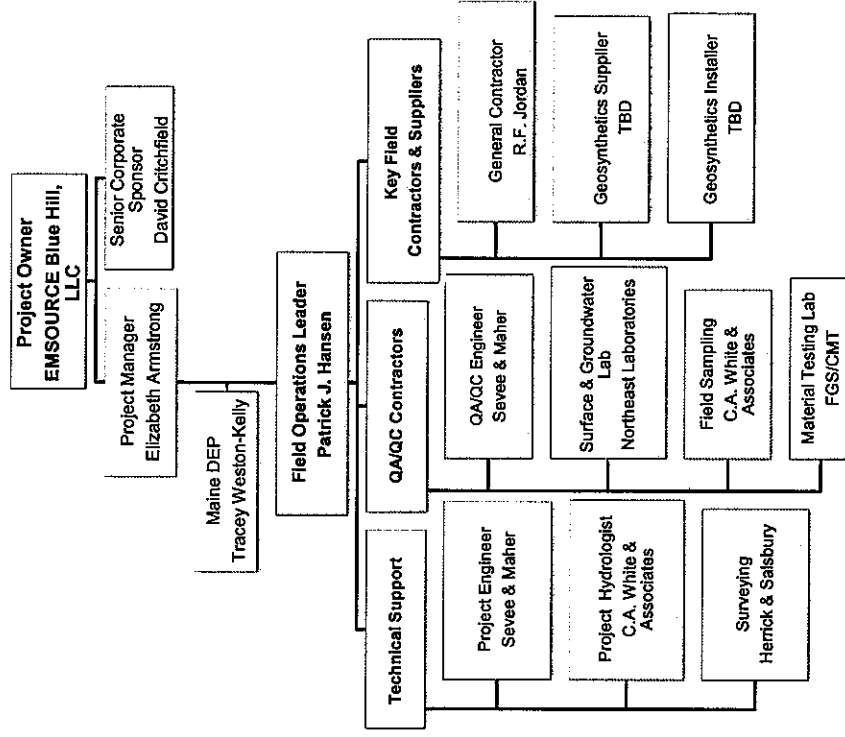 Project Owner
EMSOURCE Blue Hill,
LLC
Project Manager
Elizabeth Armstrong
Senior Corporate
Sponsor
David Critchfield
Maine DEP
Tracey Weston-Kelly
Field Operations Leader
Patrick J. Hansen
Technical Support
Project Engineer
Sevee & Maher
Project Hydrologist
C.A. White &
Associates
Surveying
Herrick & Salsbury
QA/QC Contractors
QA/QC Engineer
Sevee & Maher
Surface & Groundwater
Lab
Northeast Laboratories
Field Sampling
C.A. White &
Associates
Material Testing Lab
FGS/CMT
Key Field
Contractors & Suppliers
General Contractor
R.F. Jordan
Geosynthetics Supplier
TBD
Geosynthetics Installer
TBD